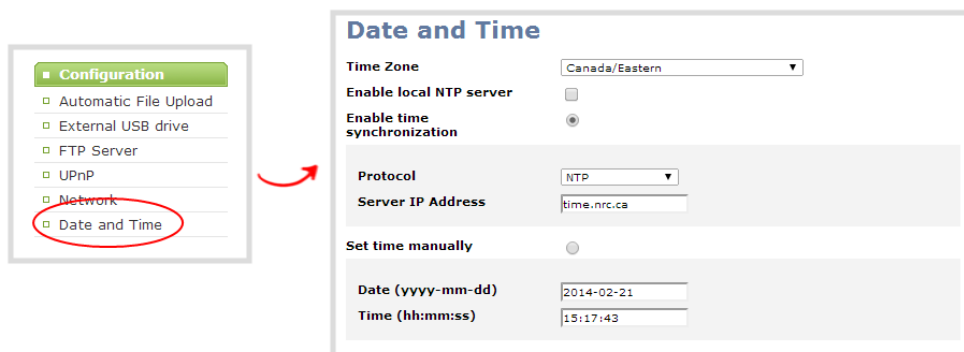 Configuration
Automatic File Upload
External USB drive
FTP Server
UPnP
Network
Date and Time
Date and Time
Time Zone
Canada/Eastern
Enable local NTP server
Enable time
synchronization
Protocol
NTP
Server IP Address
time.nrc.ca
Set time manually
Date (yyyy-mm-dd)
2014-02-21
Time (hh:mm:ss)
15:17:43